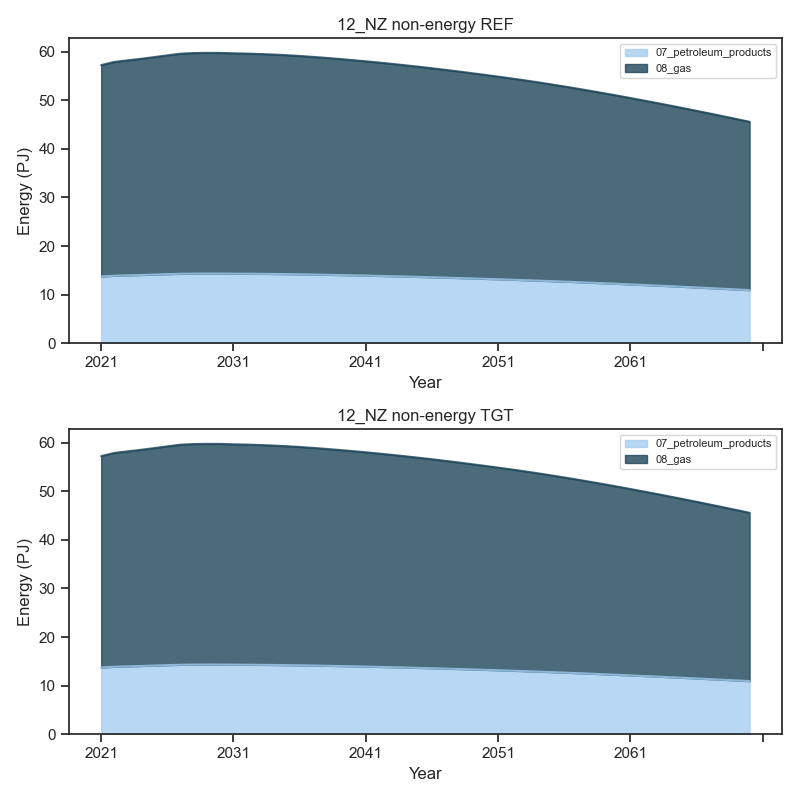 12_NZ non-energy REF
Energy (PJ)
60
50
40
30
20
10
0
07_petroleum_products
08_gas
2021 2031 2041 2051 2061
Year
12_NZ non-energy TGT
Energy (PJ)
60
50
40
30
20
10
0
07_petroleum_products
08_gas
2021 2031 2041 2051 2061
Year